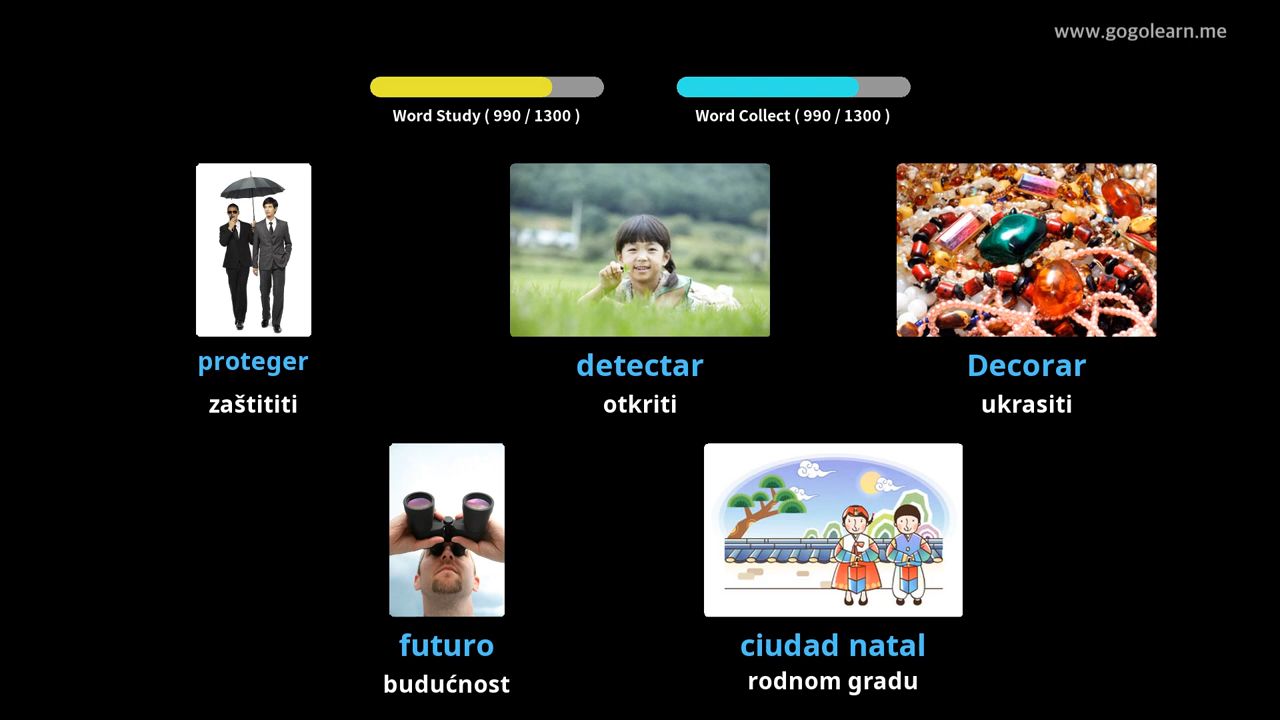 www.gogolearn.me
Word Study ( 990 / 1300 )
Word Collect ( 990 / 1300 )
proteger
detectar
Decorar
zaštititi
otkriti
ukrasiti
futuro
ciudad natal
budućnost
rodnom gradu